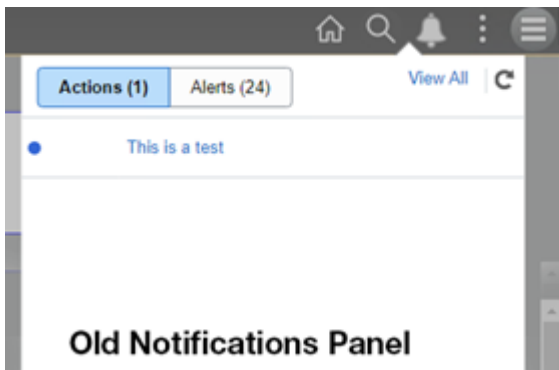 Actions (1) Alerts (24) View All
This is a test
Old Notifications Panel